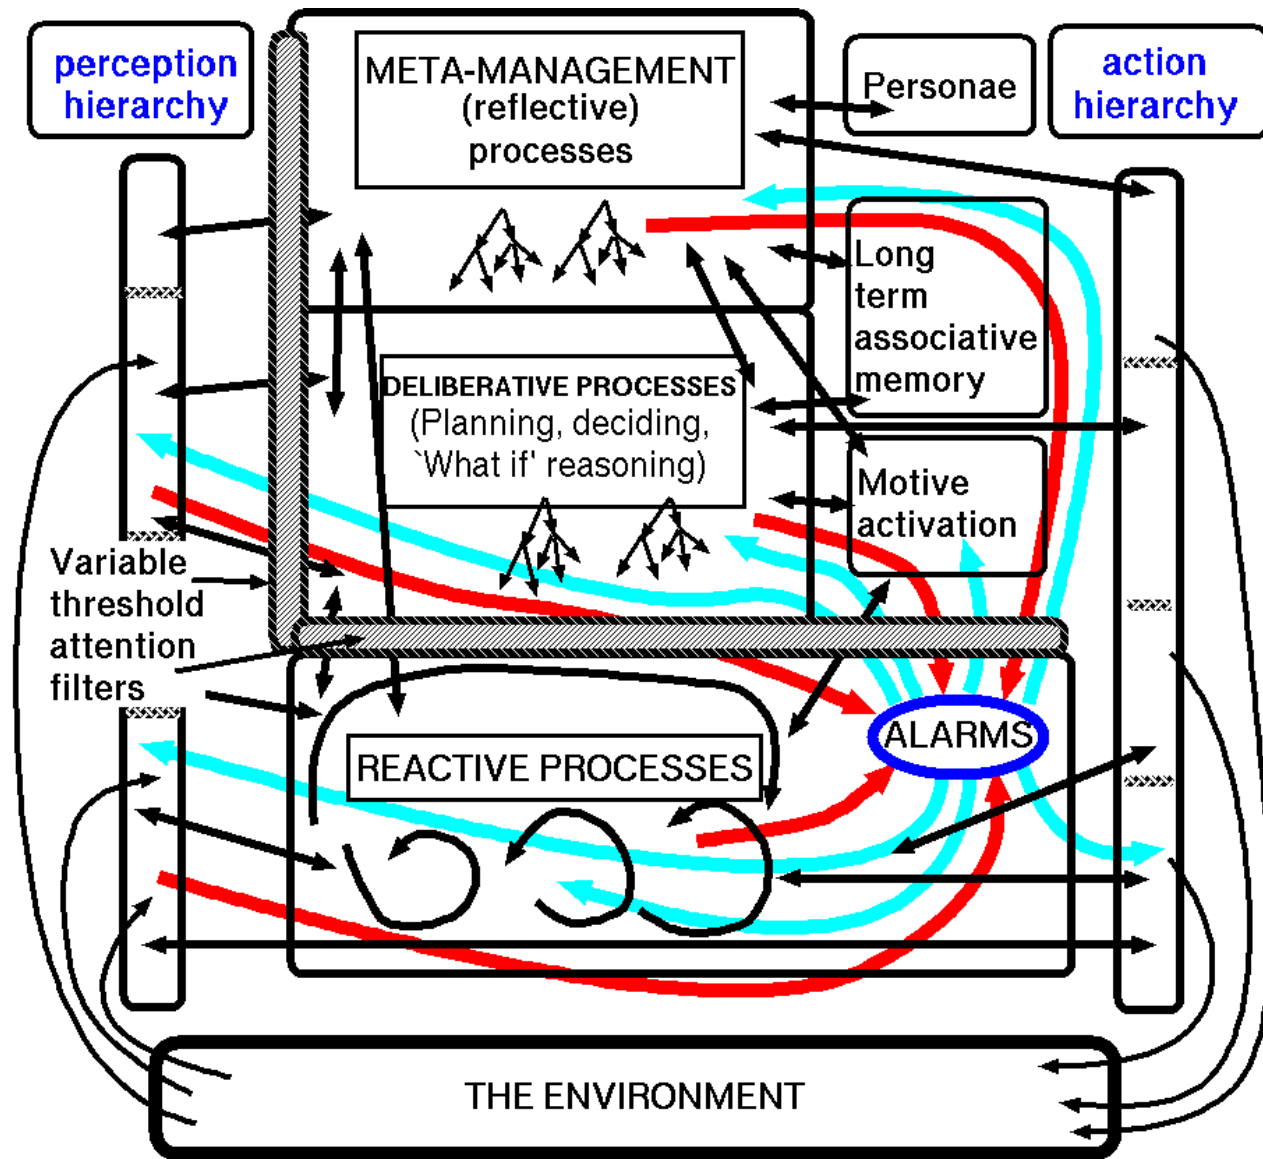 perception
hierarchy
META-MANAGEMENT
(reflective)
processes
Personae
action
hierarchy
Long
term
associative
memory
DELIBERATIVE PROCESSES
(Planning, deciding,
`What if' reasoning)
Motive
activation
Variable
threshold
attention
filters
ALARMS
REACTIVE PROCESSES
THE ENVIRONMENT